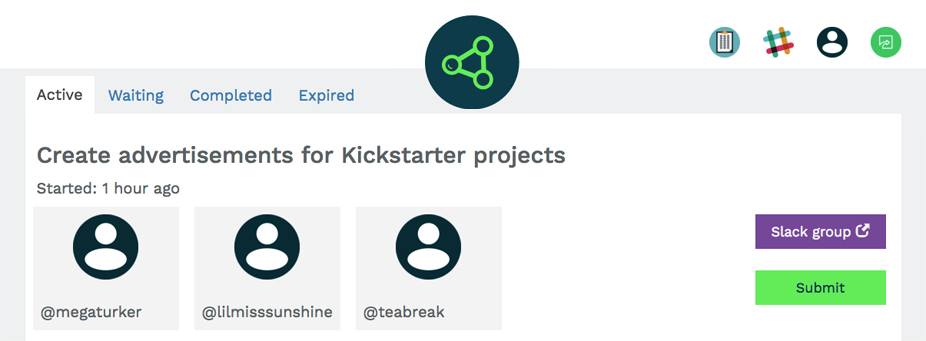 Active Waiting Completed Expired
Create advertisements for Kickstarter projects
Started: 1 hour ago
Slack group
@megaturker @lilmisssunshine @teabreak
Submit